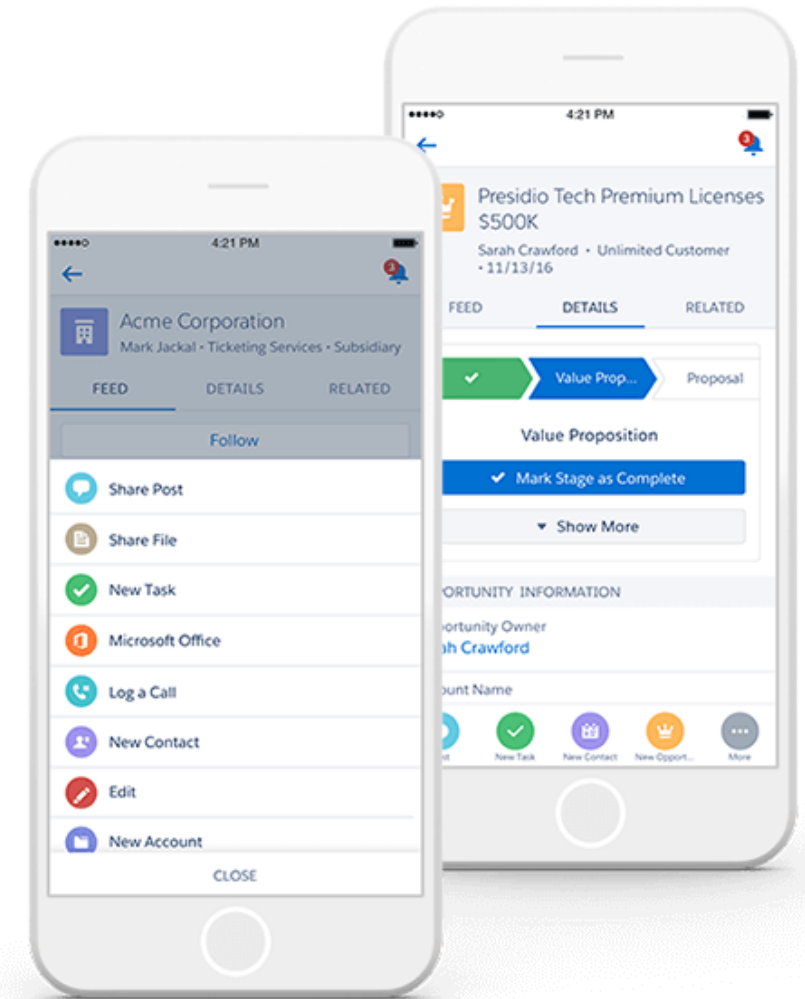 4:21 PM
3
Acme Corporation
Mark Jackal • Ticketing Services • Subsidiary
FEED DETAILS RELATED
Follow
Share Post
Share File
New Task
Microsoft Office
Log a Call
New Contact
Edit
New Account
CLOSE
4:21 PM
3
Presidio Tech Premium Licenses
$500K
Sarah Crawford • Unlimited Customer
• 11/13/16
FEED DETAILS RELATED
Value Prop... Proposal
Value Proposition
Mark Stage as Complete
Show More
ORTUNITY INFORMATION
ortunity Owner
ah Crawford
ount Name
New Task New Contact New Opport... More